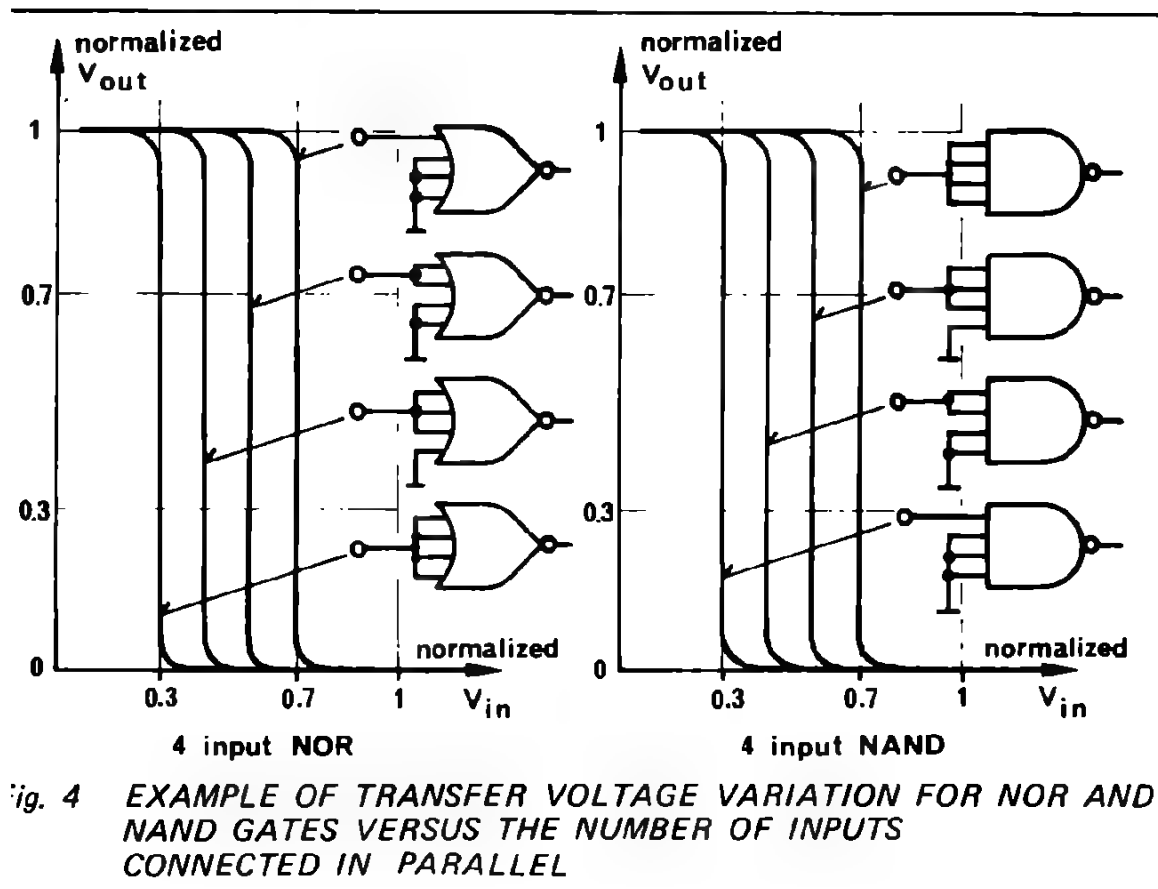 normalized
Vout
1
0.7
0.3
0
0.3
0.7
1
normalized
Vin
4 input NOR
normalized
Vout
1
0.7
0.3
0
0.3
0.7
1
normalized
Vin
4 input NAND
ig. 4 EXAMPLE OF TRANSFER VOLTAGE VARIATION FOR NOR AND
NAND GATES VERSUS THE NUMBER OF INPUTS
CONNECTED IN PARALLEL